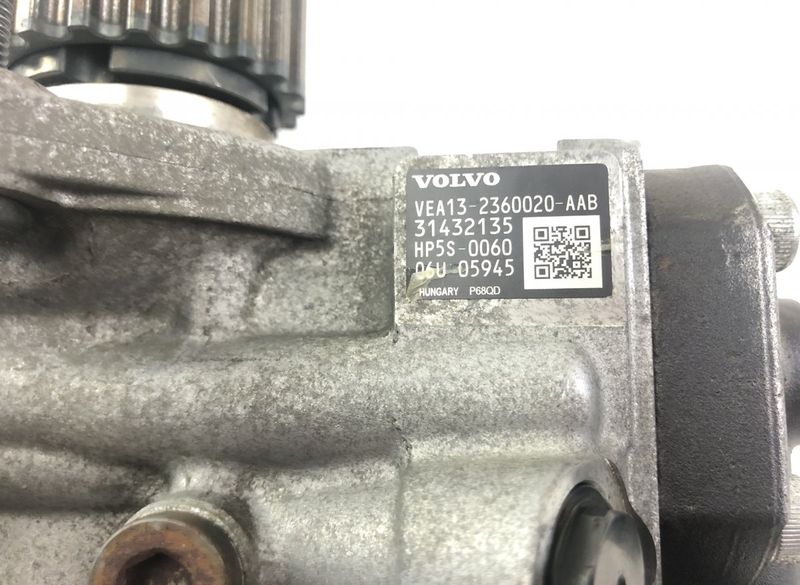 VOLVO
VEA13-2360020-AAB
31432135
HP5S-0060
06U 05945
HUNGARY P68QD